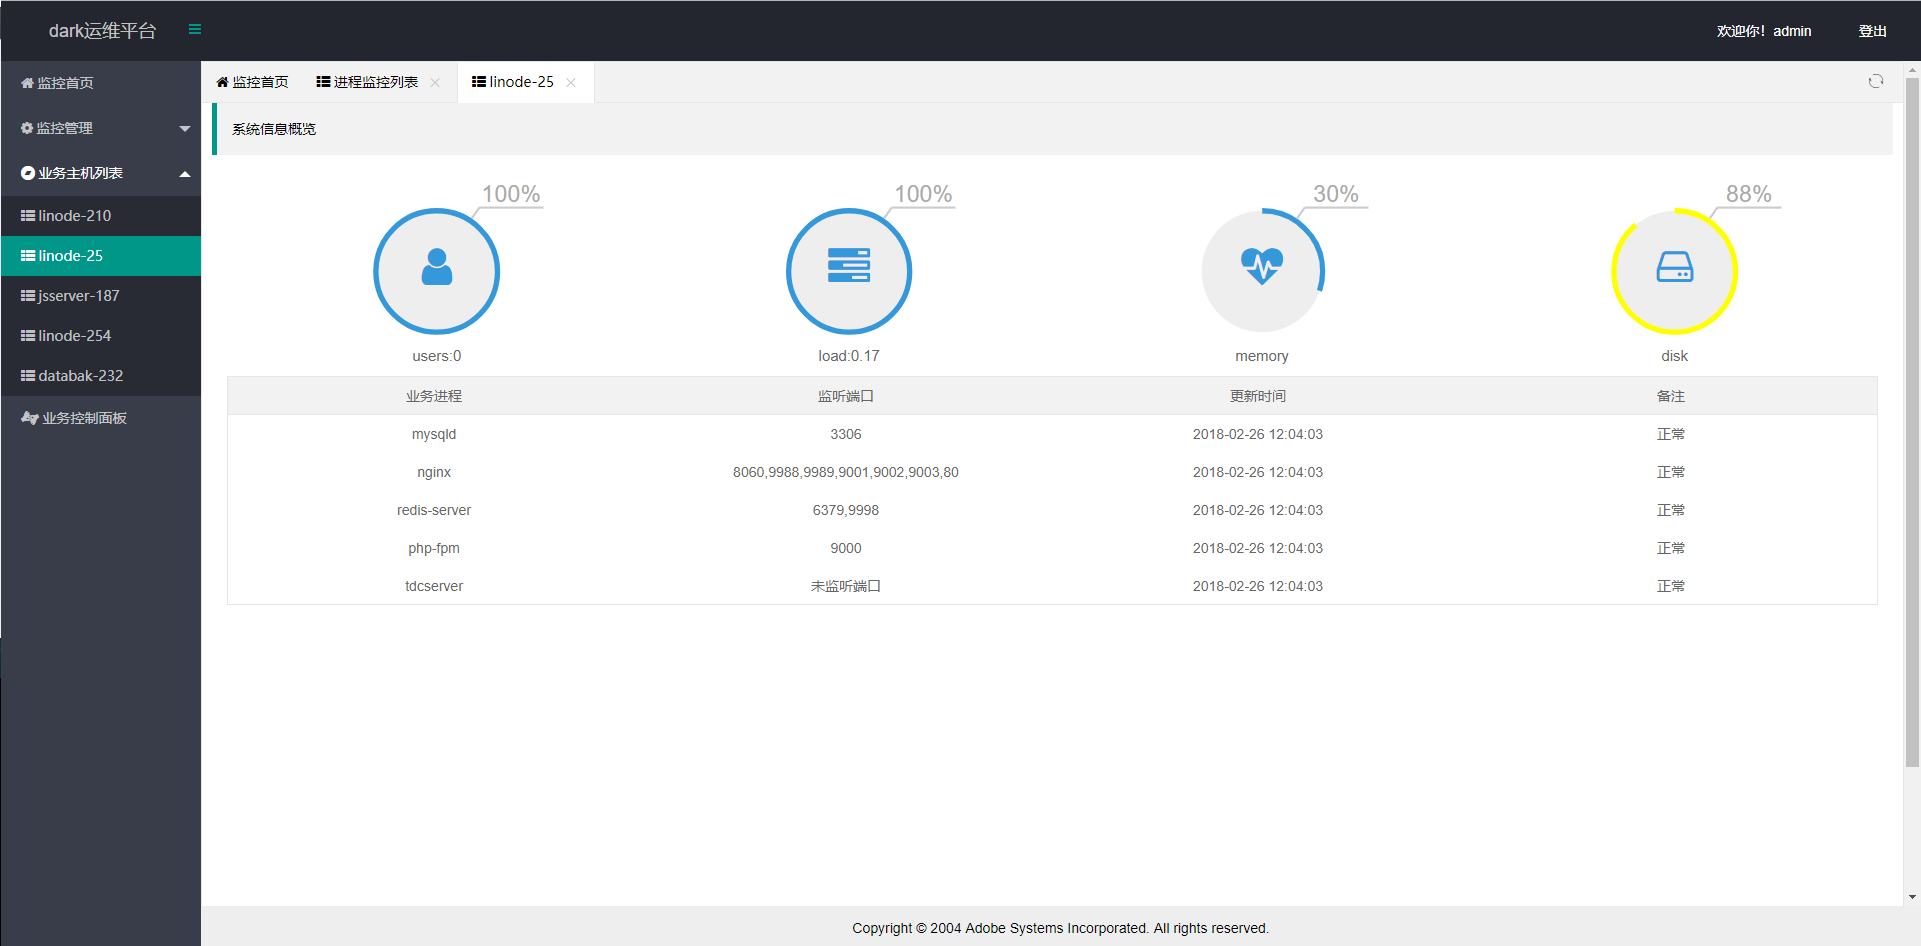 dark运维平台
欢迎你！admin 登出
监控首页
监控管理
业务主机列表
linode-210
linode-25
jsserver-187
linode-254
databak-232
业务控制面板
监控首页 进程监控列表 linode-25
系统信息概览
100% 100% 30% 88%
users:0 load:0.17 memory disk
业务进程 监听端口 更新时间 备注
mysqld 3306 2018-02-26 12:04:03 正常
nginx 8060,9988,9989,9001,9002,9003,80 2018-02-26 12:04:03 正常
redis-server 6379,9998 2018-02-26 12:04:03 正常
php-fpm 9000 2018-02-26 12:04:03 正常
tdcserver 未监听端口 2018-02-26 12:04:03 正常
Copyright © 2004 Adobe Systems Incorporated. All rights reserved.